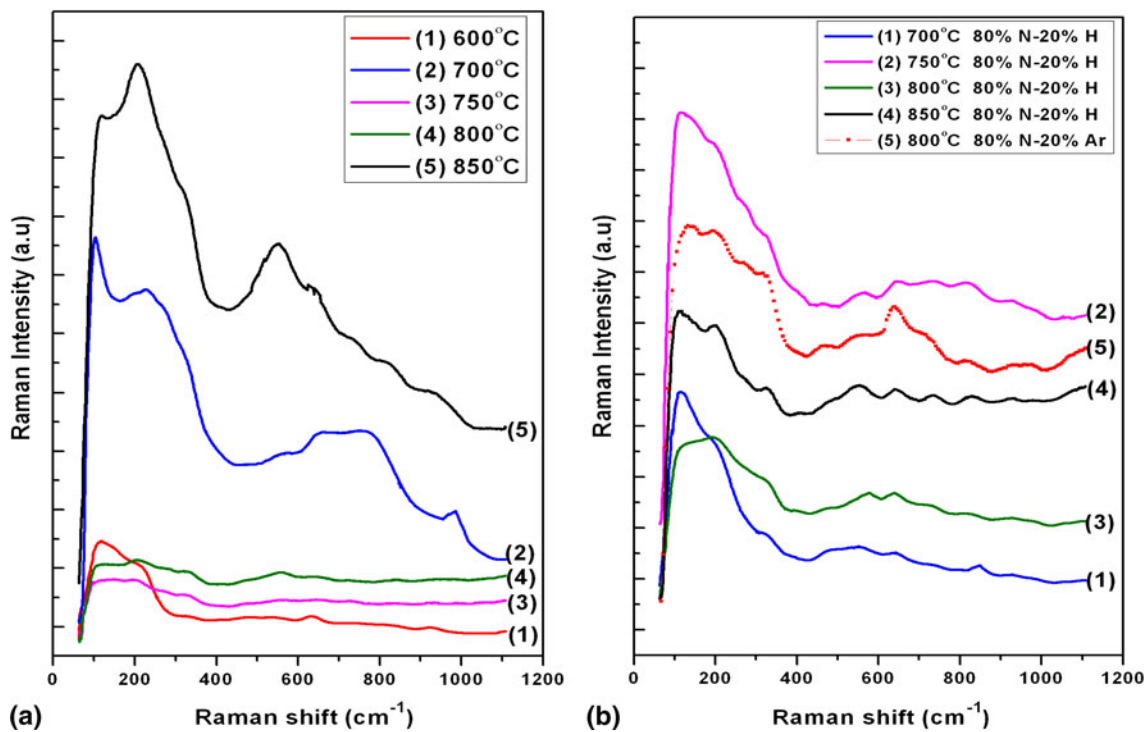 (1) 600°C
(2) 700°C
(3) 750°C
(4) 800°C
(5) 850°C
(5)
(2)
(4)
(3)
(1)
Raman Intensity (a.u)
0 200 400 600 800 1000 1200
Raman shift (cm⁻¹)
(a)
(1) 700°C 80% N-20% H
(2) 750°C 80% N-20% H
(3) 800°C 80% N-20% H
(4) 850°C 80% N-20% H
(5) 800°C 80% N-20% Ar
(2)
(5)
(4)
(3)
(1)
Raman Intensity (a.u)
0 200 400 600 800 1000 1200
Raman shift (cm⁻¹)
(b)